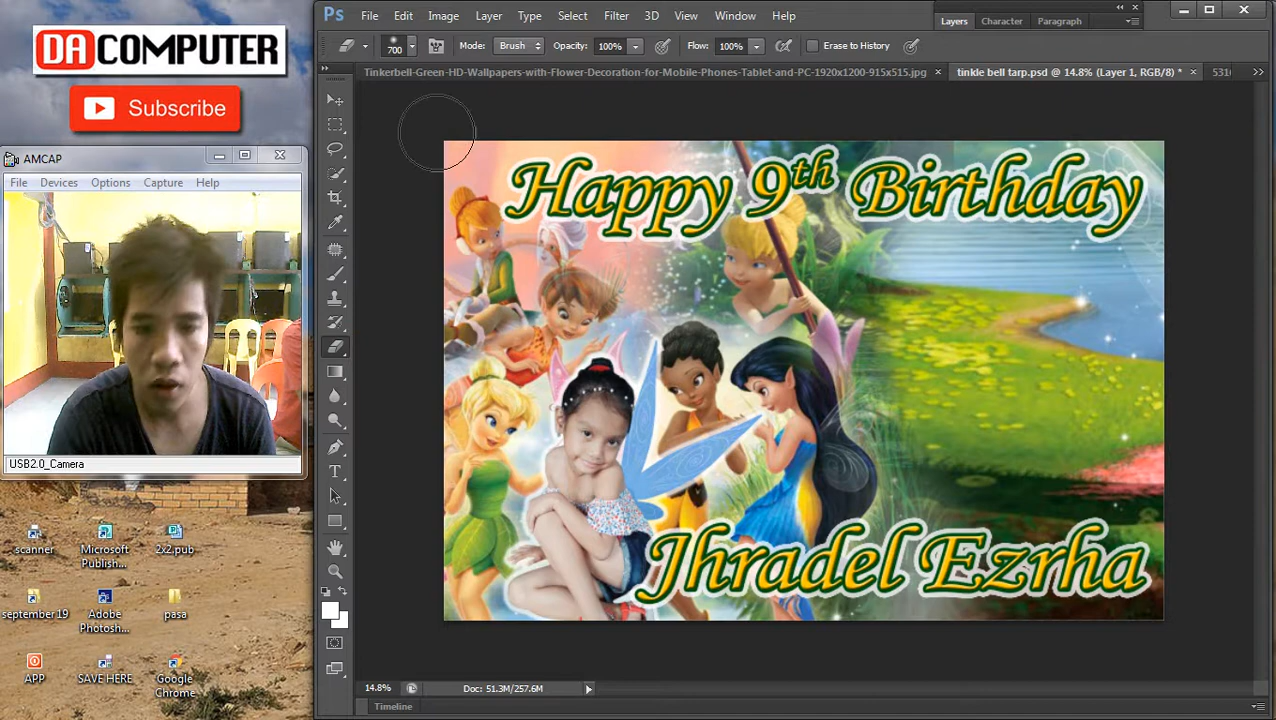 DACOMPUTER
Subscribe
AMCAP
File Devices Options Capture Help
USB2.0_Camera
scanner
Microsoft Publish...
2x2.pub
september 19
Adobe Photosh...
pasa
APP
SAVE HERE
Google Chrome
Ps File Edit Image Layer Type Select Filter 3D View Window Help
Layers Character Paragraph
700 Mode: Brush Opacity: 100% Flow: 100% Erase to History
Tinkerbell-Green-HD-Wallpapers-with-Flower-Decoration-for-Mobile-Phones-Tablet-and-PC-1920x1200-915x515.jpg × tinkle bell tarp.psd @ 14.8% (Layer 1, RGB/8) * × 531
Happy 9th Birthday
Jhradel Ezrha
14.8% Doc: 51.3M/257.6M
Timeline